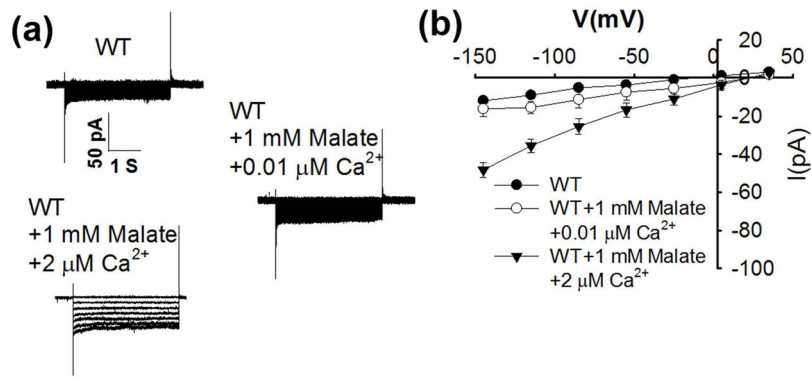 (a)
WT
50 pA
1 S
WT
+1 mM Malate
+0.01 μM Ca²⁺
WT
+1 mM Malate
+2 μM Ca²⁺
(b)
V(mV)
-150 -100 -50 0 50
20
0
-20
-40
-60
-80
-100
I(pA)
WT
WT+1 mM Malate
+0.01 μM Ca²⁺
WT+1 mM Malate
+2 μM Ca²⁺